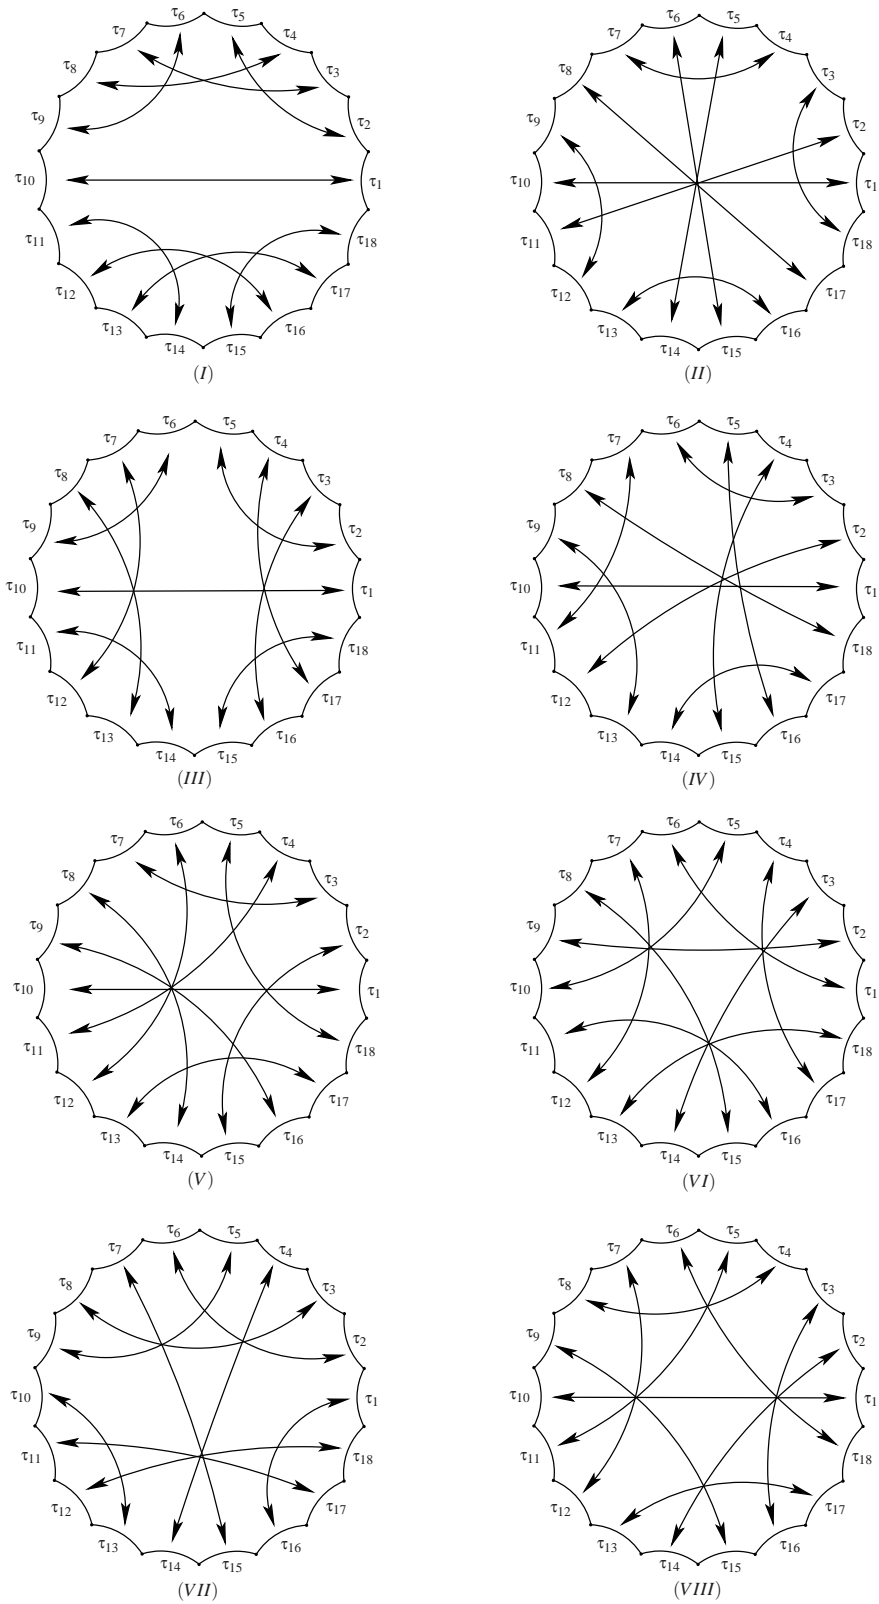 τ6 τ5
τ7 τ4
τ8 τ3
τ9 τ2
τ10 τ1
τ11 τ18
τ12 τ17
τ13 τ16
τ14 τ15
(I)
τ6 τ5
τ7 τ4
τ8 τ3
τ9 τ2
τ10 τ1
τ11 τ18
τ12 τ17
τ13 τ16
τ14 τ15
(II)
τ6 τ5
τ7 τ4
τ8 τ3
τ9 τ2
τ10 τ1
τ11 τ18
τ12 τ17
τ13 τ16
τ14 τ15
(III)
τ6 τ5
τ7 τ4
τ8 τ3
τ9 τ2
τ10 τ1
τ11 τ18
τ12 τ17
τ13 τ16
τ14 τ15
(IV)
τ6 τ5
τ7 τ4
τ8 τ3
τ9 τ2
τ10 τ1
τ11 τ18
τ12 τ17
τ13 τ16
τ14 τ15
(V)
τ6 τ5
τ7 τ4
τ8 τ3
τ9 τ2
τ10 τ1
τ11 τ18
τ12 τ17
τ13 τ16
τ14 τ15
(VI)
τ6 τ5
τ7 τ4
τ8 τ3
τ9 τ2
τ10 τ1
τ11 τ18
τ12 τ17
τ13 τ16
τ14 τ15
(VII)
τ6 τ5
τ7 τ4
τ8 τ3
τ9 τ2
τ10 τ1
τ11 τ18
τ12 τ17
τ13 τ16
τ14 τ15
(VIII)